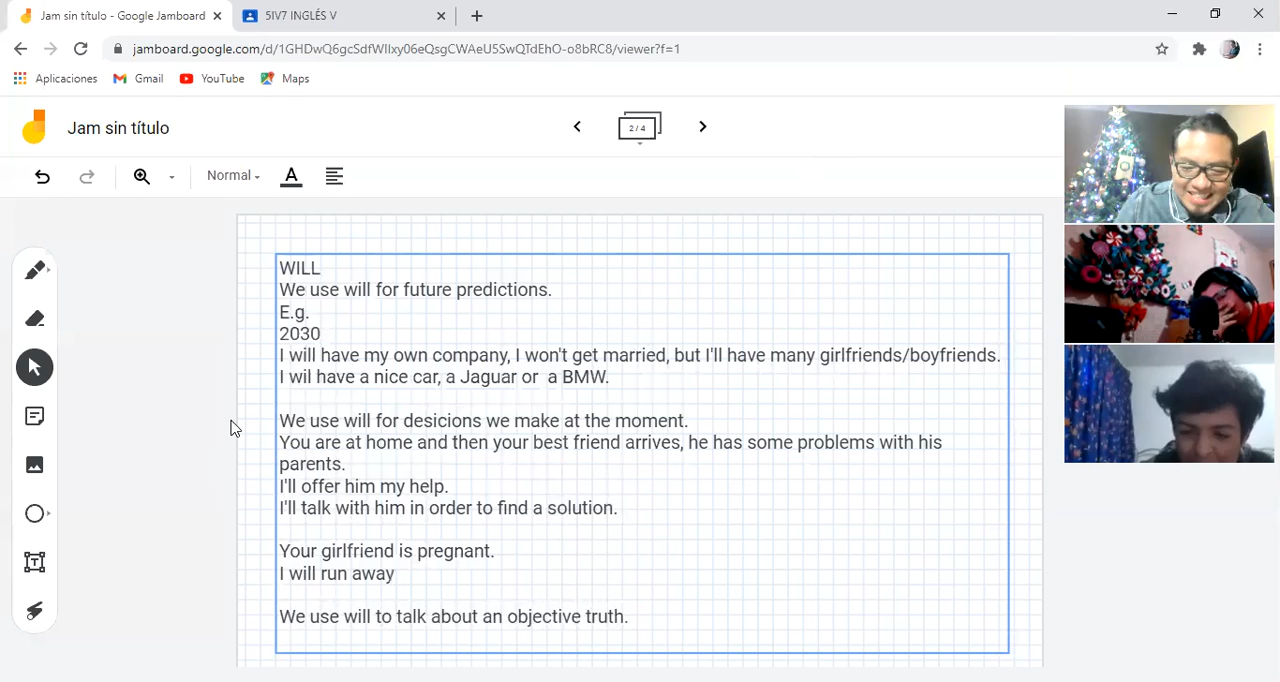 Jam sin título - Google Jamboard
5IV7 INGLÉS V
jamboard.google.com/d/1GHDwQ6gcSdfWIlxy06eQsgCWAeU5SwQTdEhO-o8bRC8/viewer?f=1
Aplicaciones
Gmail
YouTube
Maps
Jam sin título
2 / 4
Normal
A
WILL
We use will for future predictions.
E.g.
2030
I will have my own company, I won't get married, but I'll have many girlfriends/boyfriends.
I wil have a nice car, a Jaguar or  a BMW.
We use will for desicions we make at the moment.
You are at home and then your best friend arrives, he has some problems with his
parents.
I'll offer him my help.
I'll talk with him in order to find a solution.
Your girlfriend is pregnant.
I will run away
We use will to talk about an objective truth.